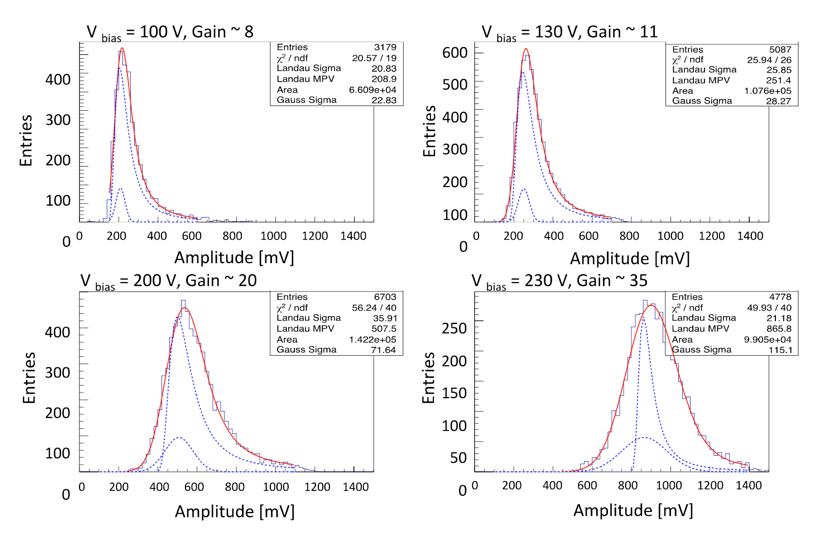 V bias = 100 V, Gain ~ 8
Entries 3179
χ² / ndf 20.57 / 19
Landau Sigma 20.83
Landau MPV 208.9
Area 6.609e+04
Gauss Sigma 22.83
400
300
200
100
0
Entries
0 200 400 600 800 1000 1200 1400
Amplitude [mV]
V bias = 130 V, Gain ~ 11
Entries 5087
χ² / ndf 25.94 / 26
Landau Sigma 25.85
Landau MPV 251.4
Area 1.076e+05
Gauss Sigma 28.27
600
500
400
300
200
100
0
Entries
0 200 400 600 800 1000 1200 1400
Amplitude [mV]
V bias = 200 V, Gain ~ 20
Entries 6703
χ² / ndf 56.24 / 40
Landau Sigma 35.91
Landau MPV 507.5
Area 1.422e+05
Gauss Sigma 71.64
400
300
200
100
0
Entries
0 200 400 600 800 1000 1200 1400
Amplitude [mV]
V bias = 230 V, Gain ~ 35
Entries 4778
χ² / ndf 49.93 / 40
Landau Sigma 21.18
Landau MPV 865.8
Area 9.905e+04
Gauss Sigma 115.1
250
200
150
100
50
0
Entries
0 200 400 600 800 1000 1200 1400
Amplitude [mV]